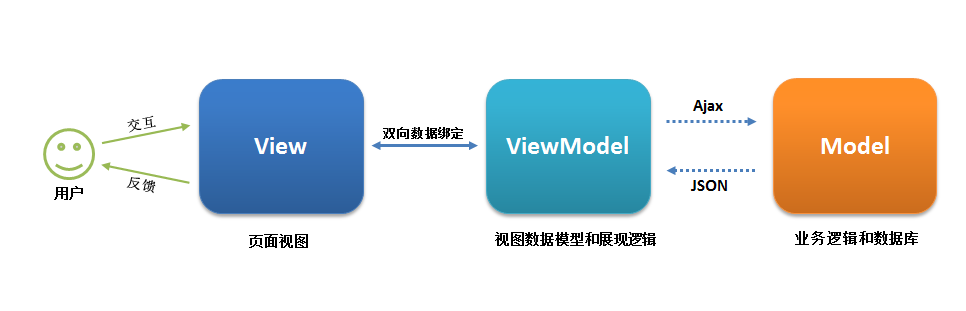 交互
反馈
用户
View
页面视图
双向数据绑定
ViewModel
视图数据模型和展现逻辑
Ajax
JSON
Model
业务逻辑和数据库